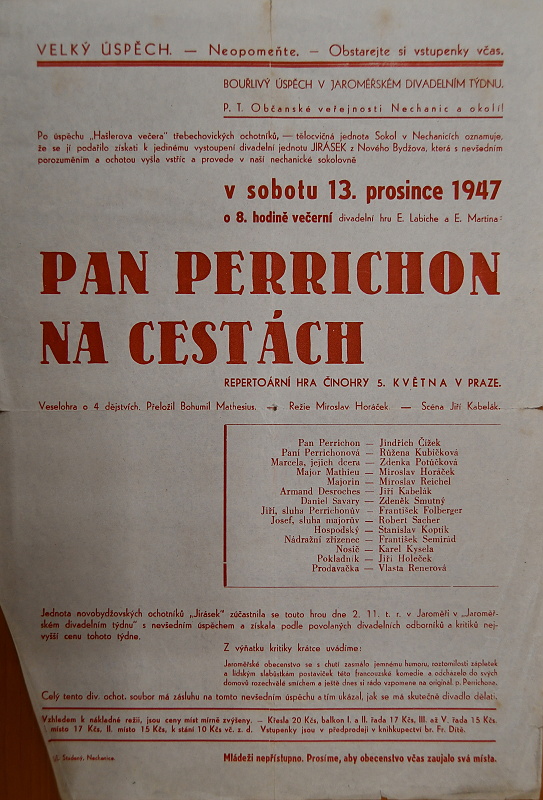 VELKÝ ÚSPĚCH. — Neopomeňte. — Obstarejte si vstupenky včas.
BOUŘLIVÝ ÚSPĚCH V JAROMĚŘSKÉM DIVADELNÍM TÝDNU.
P. T. Občanské veřejnosti Nechanic a okolí!
Po úspěchu „Hašlerova večera" třebechovických ochotníků, — tělocvičná jednota Sokol v Nechanicích oznamuje,
že se jí podařilo získati k jedinému vystoupení divadelní jednotu JIRÁSEK z Nového Bydžova, která s nevšedním
porozuměním a ochotou vyšla vstříc a provede v naší nechanické sokolovně
v sobotu 13. prosince 1947
o 8. hodině večerní divadelní hru E. Labiche a E. Martina:
PAN PERRICHON
NA CESTÁCH
REPERTOÁRNÍ HRA ČINOHRY 5. KVĚTNA V PRAZE.
Veselohra o 4 dějstvích. Přeložil Bohumil Mathesius. — Režie Miroslav Horáček. — Scéna Jiří Kabelák.
Pan Perrichon — Jindřich Čížek
Paní Perrichonová — Růžena Kubíčková
Marcela, jejich dcera — Zdenka Potůčková
Major Mathieu — Miroslav Horáček
Majorin — Miroslav Reichel
Armand Desroches — Jiří Kabelák
Daniel Savary — Zdeněk Smutný
Jiří, sluha Perrichonův — František Folberger
Josef, sluha majorův — Robert Sacher
Hospodský — Stanislav Koptík
Nádražní zřízenec — František Semirád
Nosič — Karel Kysela
Pokladník — Jiří Holeček
Prodavačka — Vlasta Renerová
Jednota novobydžovských ochotníků „Jirásek" zúčastnila se touto hrou dne 2. 11. t. r. v Jaroměři v „Jaroměř-
ském divadelním týdnu" s nevšedním úspěchem a získala podle povolaných divadelních odborníků a kritiků nej-
vyšší cenu tohoto týdne.
Z výňatku kritiky krátce uvádíme:
Jaroměřské obecenstvo se s chutí zasmálo jemnému humoru, roztomilosti zápletek
a lidským slabůstkám postaviček této francouzské komedie a odcházelo do svých
domovů rozechvělé smíchem a ještě dnes si rádo vzpomene na original p. Perrichona.
Celý tento div. ochot. soubor má zásluhu na tomto nevšedním úspěchu a tím ukázal, jak se má skutečně divadlo dělati.
Vzhledem k nákladné režii, jsou ceny míst mírně zvýšeny. — Křesla 20 Kčs, balkon I. a II. řada 17 Kčs, III. až V. řada 15 Kčs,
I. místo 17 Kčs, II. místo 15 Kčs, k stání 10 Kčs vč. z. d. Vstupenky jsou v předprodeji v knihkupectví br. Fr. Dítě.
Studený, Nechanice
Mládeži nepřístupno. Prosíme, aby obecenstvo včas zaujalo svá místa.